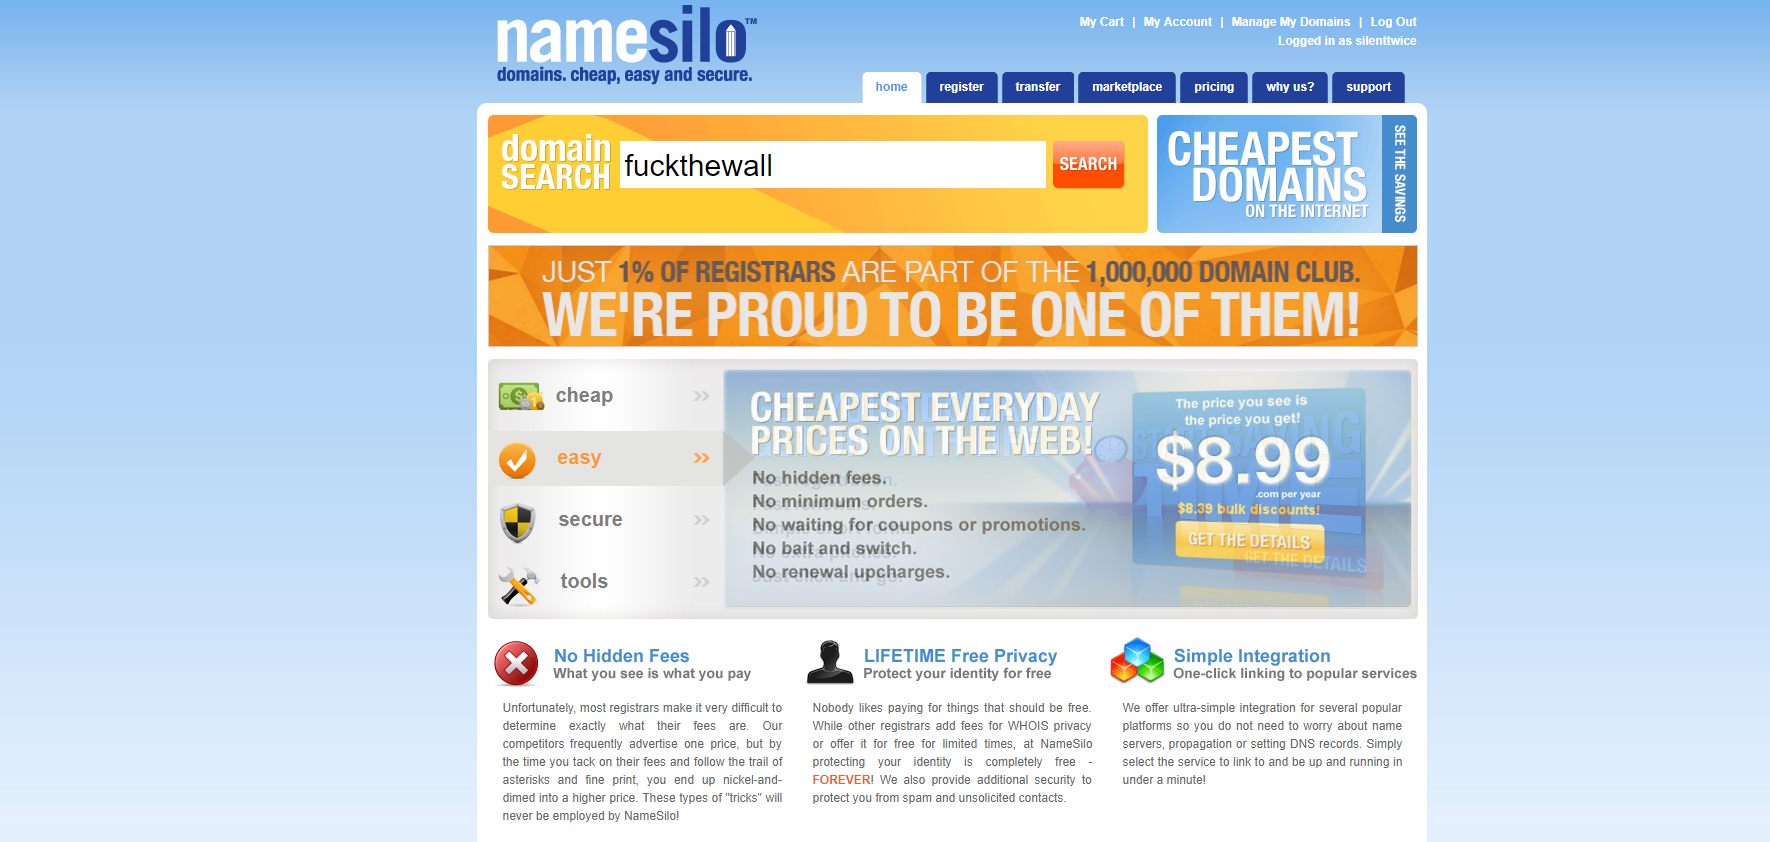 namesilo™
domains. cheap, easy and secure.
My Cart | My Account | Manage My Domains | Log Out
Logged in as silenttwice
home register transfer marketplace pricing why us? support
domain
SEARCH
fuckthewall
SEARCH
CHEAPEST
DOMAINS
ON THE INTERNET
SEE THE SAVINGS
JUST 1% OF REGISTRARS ARE PART OF THE 1,000,000 DOMAIN CLUB.
WE'RE PROUD TO BE ONE OF THEM!
cheap
easy
secure
tools
CHEAPEST EVERYDAY
PRICES ON THE WEB!
No hidden fees.
No minimum orders.
No waiting for coupons or promotions.
No bait and switch.
No renewal upcharges.
The price you see is
the price you get!
$8.99
.com per year
$8.39 bulk discounts!
GET THE DETAILS
START SAVING
TIME
GET THE DETAILS
No Hidden Fees
What you see is what you pay
Unfortunately, most registrars make it very difficult to
determine exactly what their fees are. Our
competitors frequently advertise one price, but by
the time you tack on their fees and follow the trail of
asterisks and fine print, you end up nickel-and-
dimed into a higher price. These types of "tricks" will
never be employed by NameSilo!
LIFETIME Free Privacy
Protect your identity for free
Nobody likes paying for things that should be free.
While other registrars add fees for WHOIS privacy
or offer it for free for limited times, at NameSilo
protecting your identity is completely free -
FOREVER! We also provide additional security to
protect you from spam and unsolicited contacts.
Simple Integration
One-click linking to popular services
We offer ultra-simple integration for several popular
platforms so you do not need to worry about name
servers, propagation or setting DNS records. Simply
select the service to link to and be up and running in
under a minute!